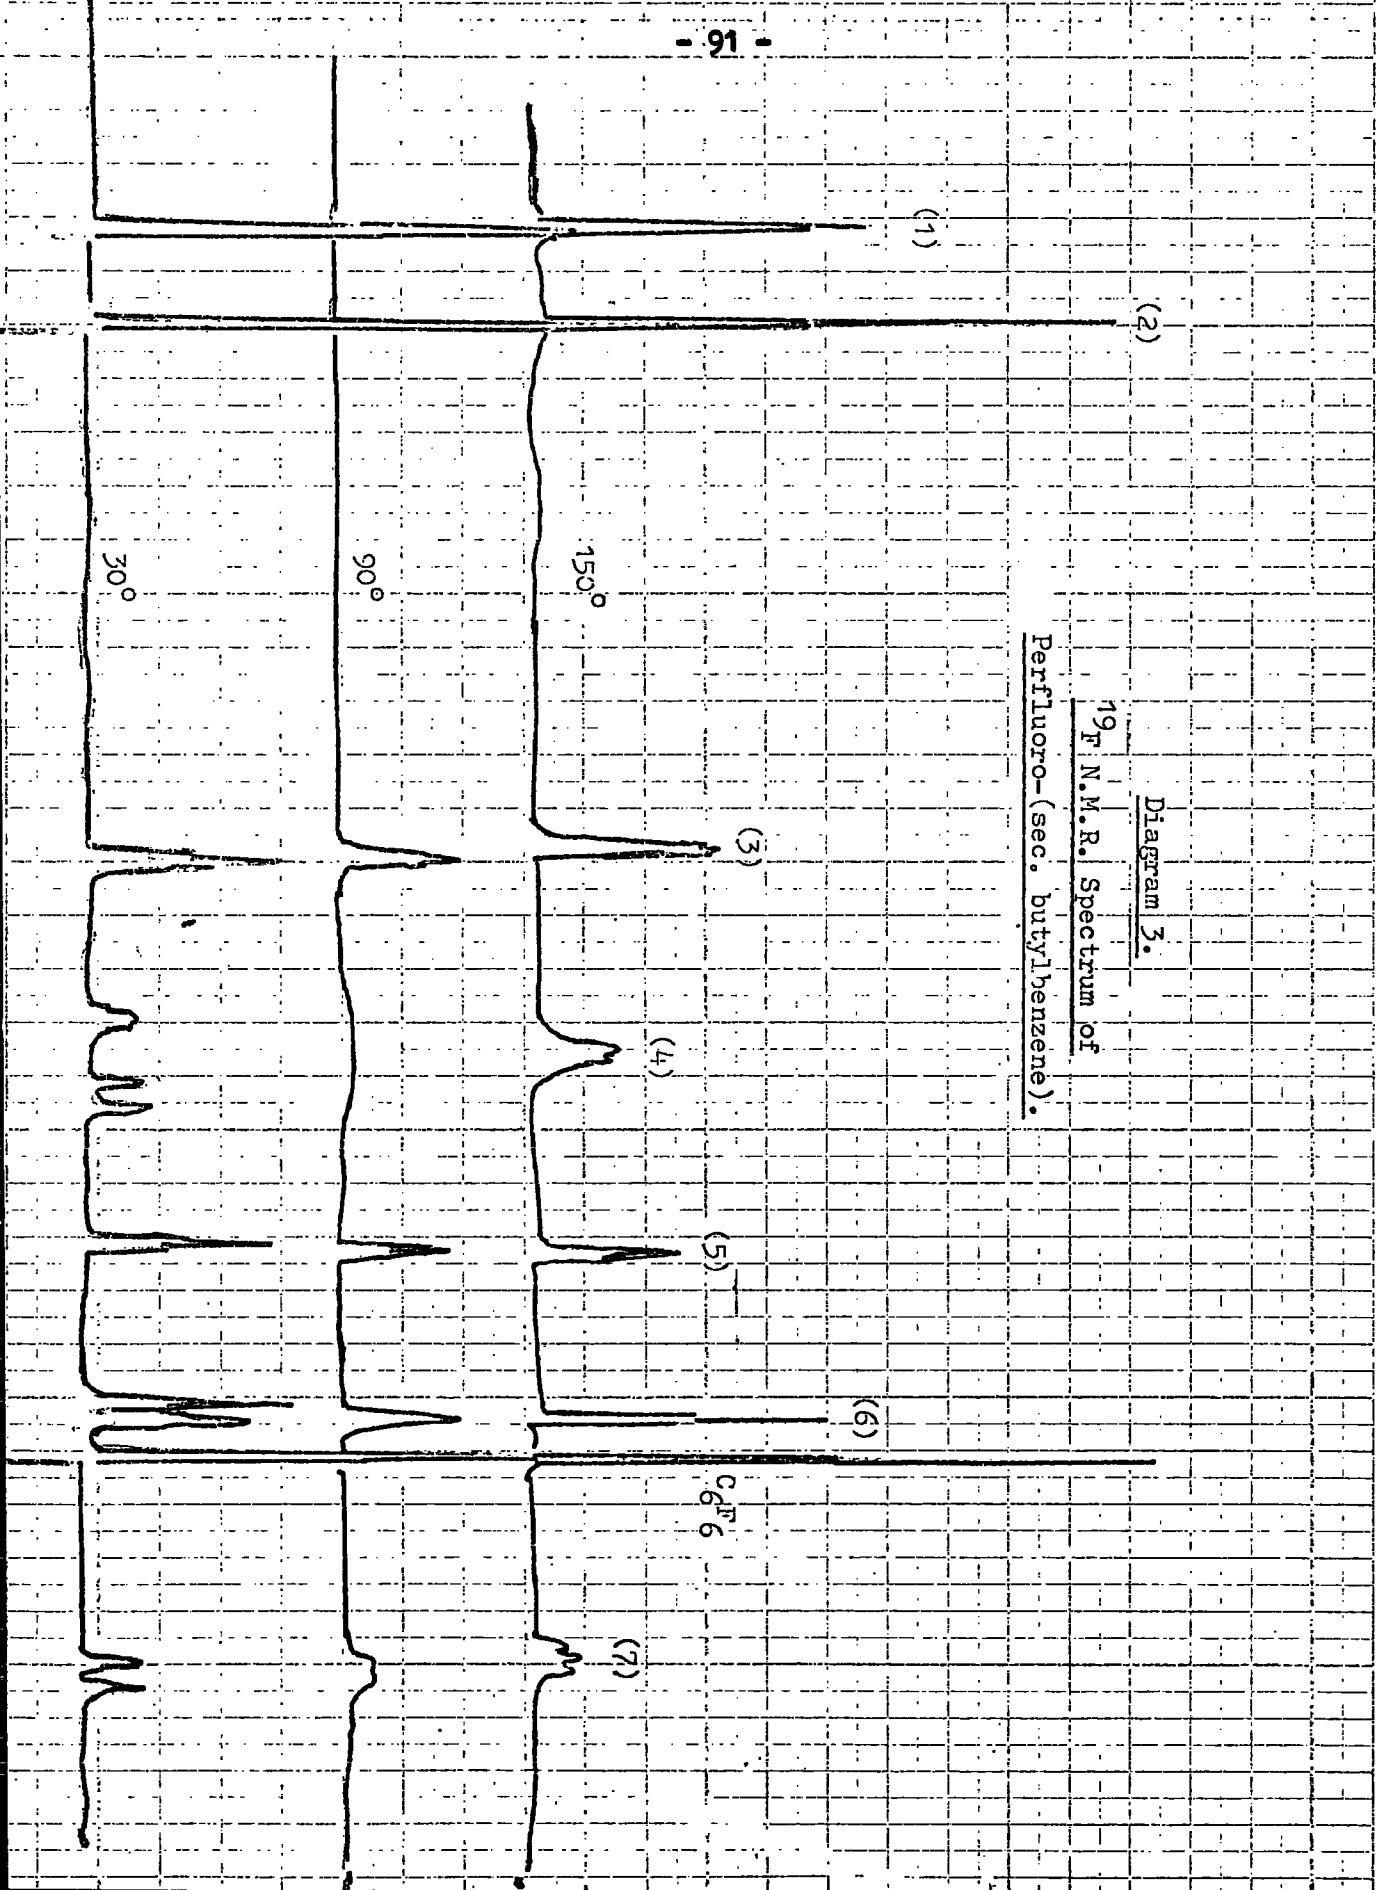 - 91 -
Diagram 3.
¹⁹F N.M.R. Spectrum of
Perfluoro-(sec. butylbenzene).
(1)
(2)
(3)
(4)
(5)
(6)
C₆F₆
(7)
150°
90°
30°